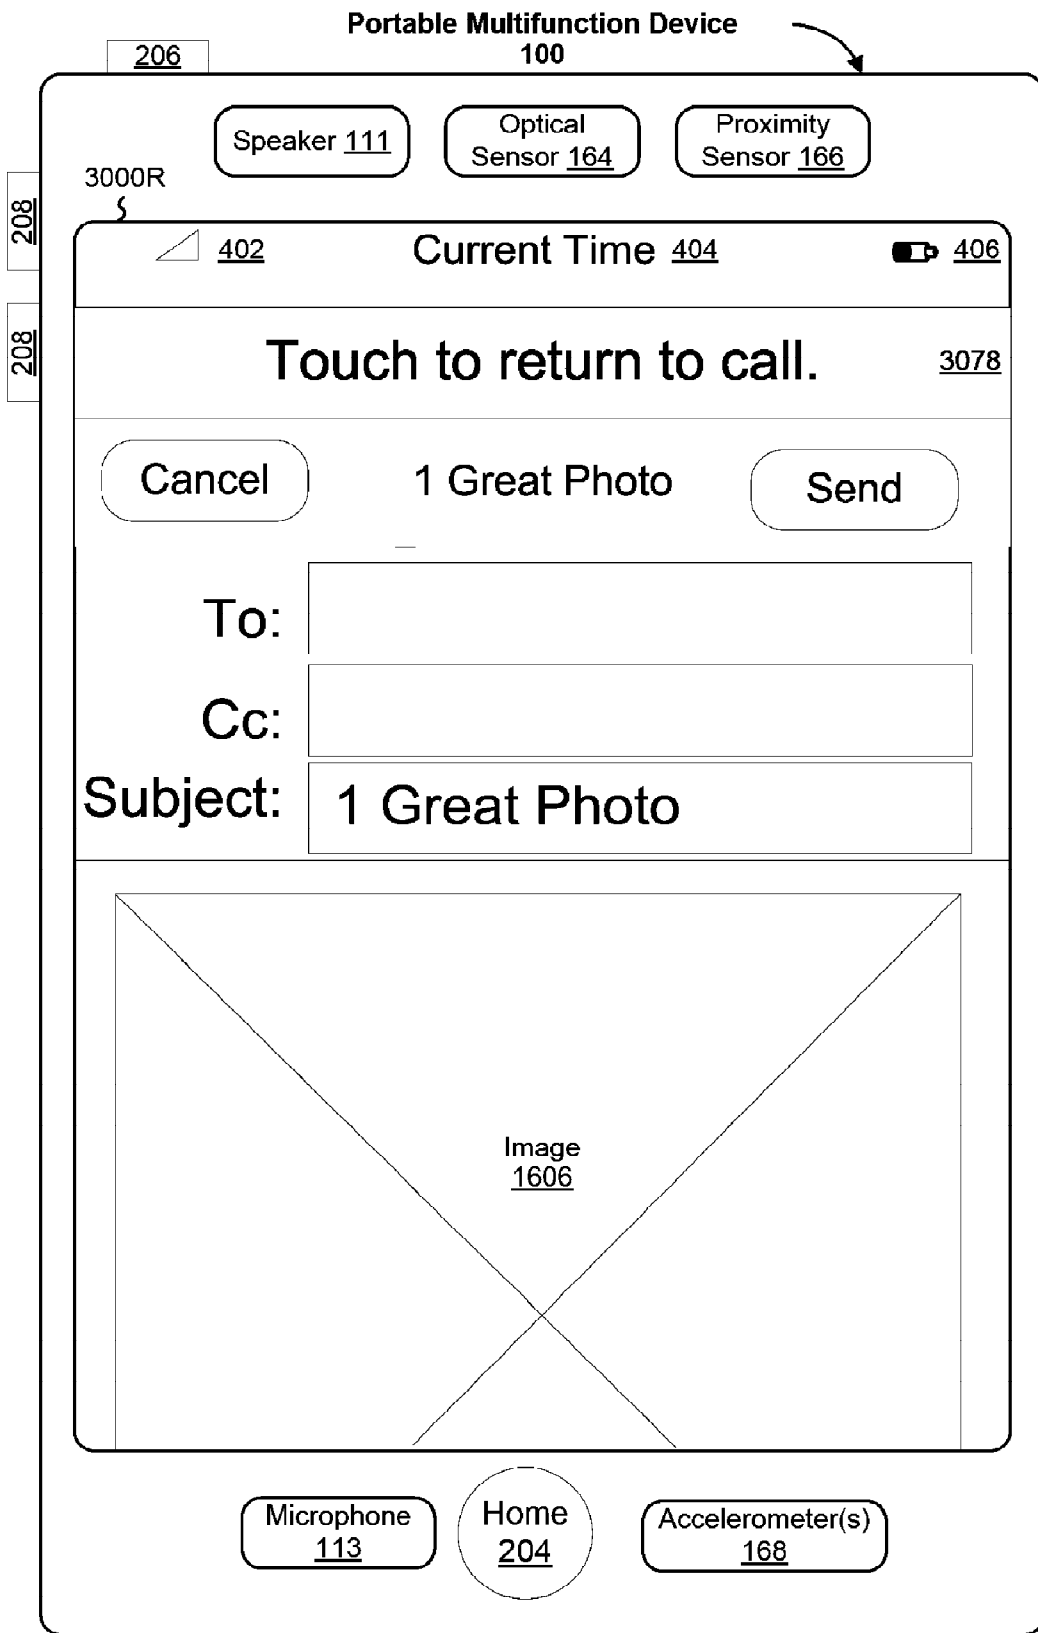 Portable Multifunction Device
100
206
Speaker 111
Optical
Sensor 164
Proximity
Sensor 166
3000R
208
208
402
Current Time 404
406
Touch to return to call.
3078
Cancel
1 Great Photo
Send
To:
Cc:
Subject:
1 Great Photo
Image
1606
Microphone
113
Home
204
Accelerometer(s)
168